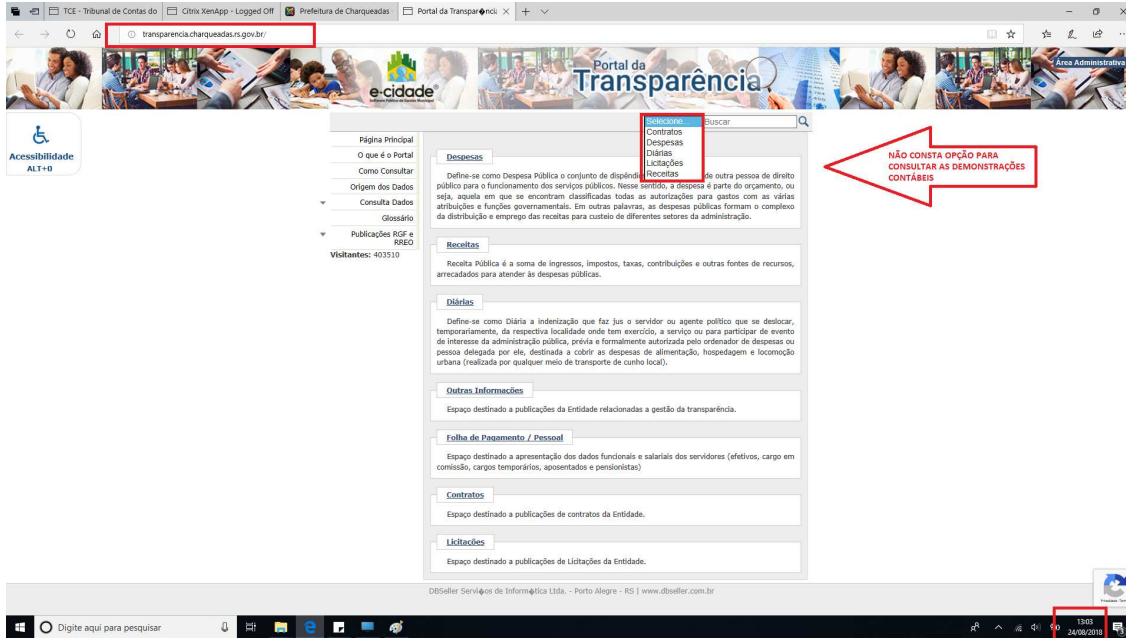 TCE - Tribunal de Contas do
Citrix XenApp - Logged Off
Prefeitura de Charqueadas
Portal da Transpar�nci
transparencia.charqueadas.rs.gov.br/
e-cidade
Software Público de Gestão Municipal
Portal da
Transparência
Área Administrativa
Acessibilidade
ALT+0
Selecione...
Buscar
Contratos
Despesas
Diárias
Licitações
Receitas
NÃO CONSTA OPÇÃO PARA
CONSULTAR AS DEMONSTRAÇÕES
CONTÁBEIS
Página Principal
O que é o Portal
Como Consultar
Origem dos Dados
Consulta Dados
Glossário
Publicações RGF e
RREO
Visitantes: 403510
Despesas
Define-se como Despesa Pública o conjunto de dispêndi de outra pessoa de direito
público para o funcionamento dos serviços públicos. Nesse sentido, a despesa é parte do orçamento, ou
seja, aquela em que se encontram classificadas todas as autorizações para gastos com as várias
atribuições e funções governamentais. Em outras palavras, as despesas públicas formam o complexo
da distribuição e emprego das receitas para custeio de diferentes setores da administração.
Receitas
Receita Pública é a soma de ingressos, impostos, taxas, contribuições e outras fontes de recursos,
arrecadados para atender às despesas públicas.
Diárias
Define-se como Diária a indenização que faz jus o servidor ou agente político que se deslocar,
temporariamente, da respectiva localidade onde tem exercício, a serviço ou para participar de evento
de interesse da administração pública, prévia e formalmente autorizada pelo ordenador de despesas ou
pessoa delegada por ele, destinada a cobrir as despesas de alimentação, hospedagem e locomoção
urbana (realizada por qualquer meio de transporte de cunho local).
Outras Informações
Espaço destinado a publicações da Entidade relacionadas a gestão da transparência.
Folha de Pagamento / Pessoal
Espaço destinado a apresentação dos dados funcionais e salariais dos servidores (efetivos, cargo em
comissão, cargos temporários, aposentados e pensionistas)
Contratos
Espaço destinado a publicações de contratos da Entidade.
Licitações
Espaço destinado a publicações de Licitações da Entidade.
DBSeller Servi�os de Inform�tica Ltda. - Porto Alegre - RS | www.dbseller.com.br
Digite aqui para pesquisar
13:03
24/08/2018